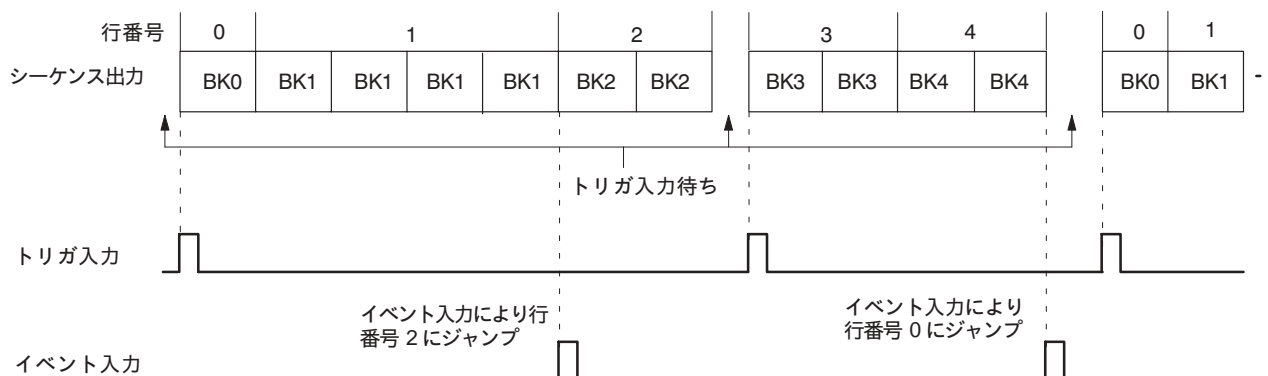 行番号 0 1 2 3 4 0 1
シーケンス出力 BK0 BK1 BK1 BK1 BK1 BK2 BK2 BK3 BK3 BK4 BK4 BK0 BK1
トリガ入力待ち
トリガ入力
イベント入力により行
番号 2 にジャンプ
イベント入力により
行番号 0 にジャンプ
イベント入力